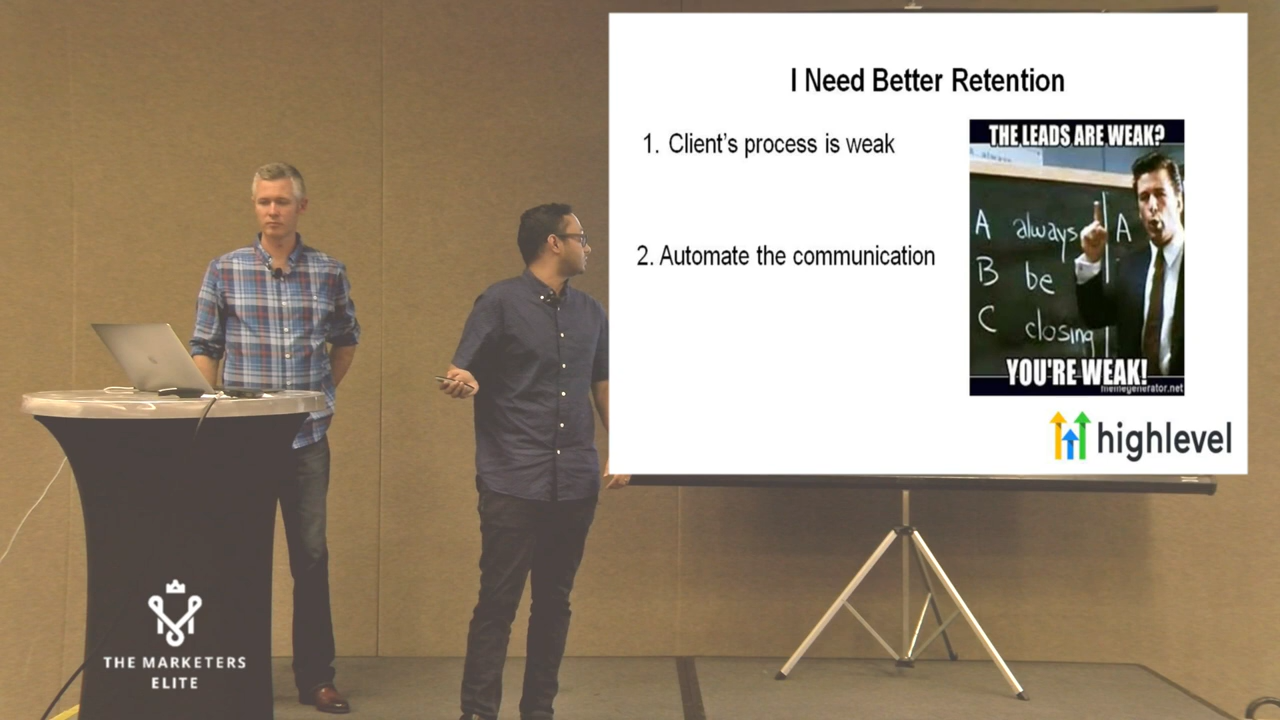 I Need Better Retention
1. Client's process is weak
2. Automate the communication
THE LEADS ARE WEAK?
always
A always A
B be
C closing
YOU'RE WEAK!
memegenerator.net
highlevel
THE MARKETERS
ELITE